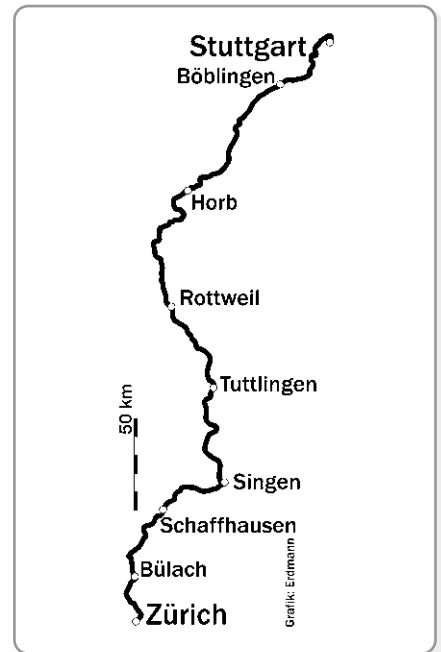 Stuttgart
Böblingen
Horb
Rottweil
Tuttlingen
50 km
Singen
Schaffhausen
Bülach
Zürich
Grafik: Erdmann